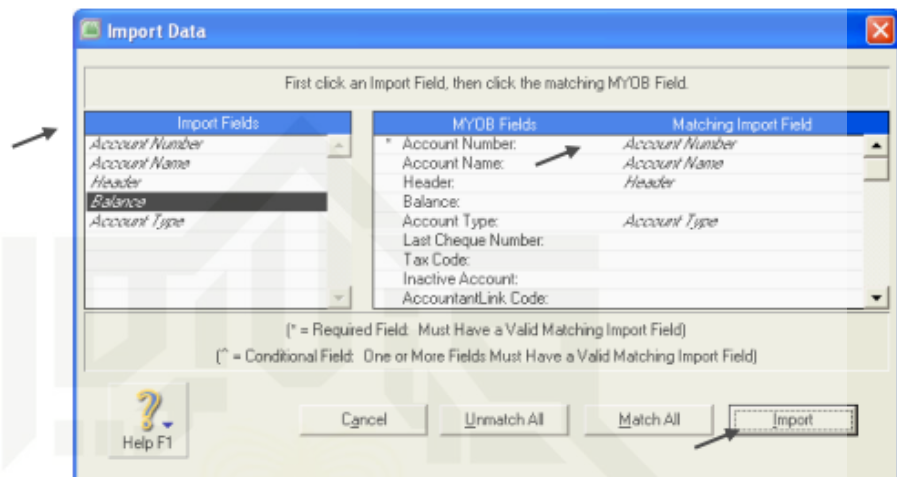 Import Data
First click an Import Field, then click the matching MYOB Field.
Import Fields
Account Number
Account Name
Header
Balance
Account Type
MYOB Fields Matching Import Field
* Account Number: Account Number
Account Name: Account Name
Header: Header
Balance:
Account Type: Account Type
Last Cheque Number:
Tax Code:
Inactive Account:
AccountantLink Code:
(* = Required Field: Must Have a Valid Matching Import Field)
(^ = Conditional Field: One or More Fields Must Have a Valid Matching Import Field)
Help F1
Cancel Unmatch All Match All Import